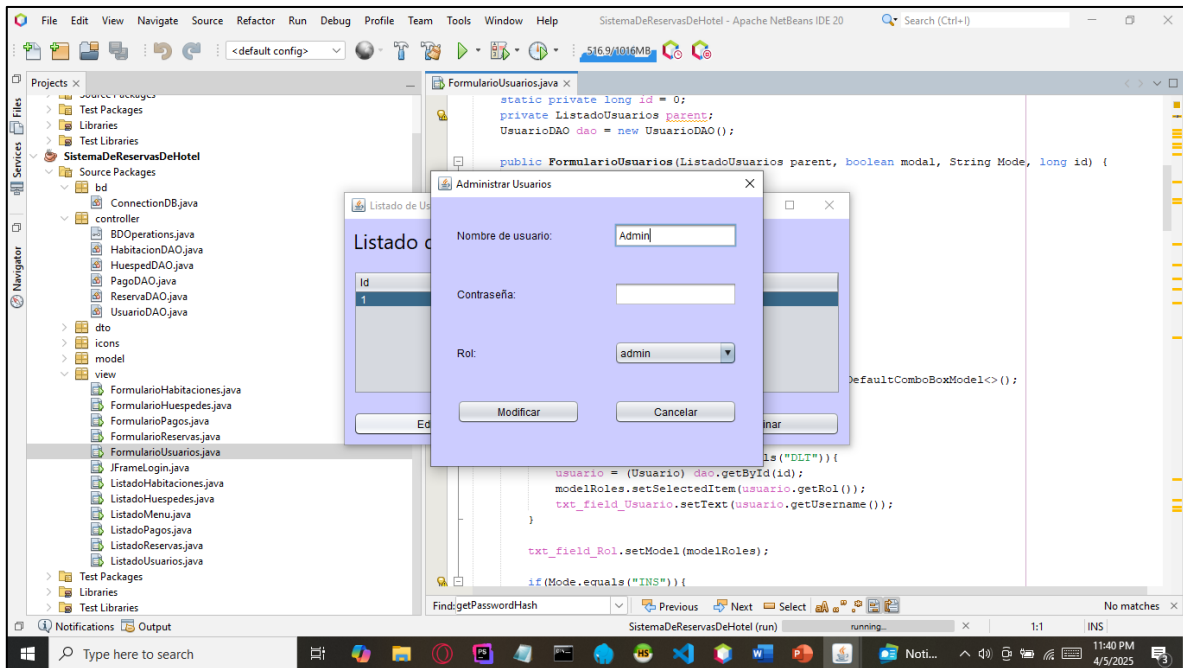 File Edit View Navigate Source Refactor Run Debug Profile Team Tools Window Help SistemaDeReservasDeHotel - Apache NetBeans IDE 20 Search (Ctrl+I)
<default config> 516.9/1016MB
Projects
FormularioUsuarios.java
Files
Services
Navigator
Test Packages
Libraries
Test Libraries
SistemaDeReservasDeHotel
Source Packages
bd
ConnectionDB.java
controller
BDOperations.java
HabitacionDAO.java
HuespedDAO.java
PagoDAO.java
ReservaDAO.java
UsuarioDAO.java
dto
icons
model
view
FormularioHabitaciones.java
FormularioHuespedes.java
FormularioPagos.java
FormularioReservas.java
FormularioUsuarios.java
JFrameLogin.java
ListadoHabitaciones.java
ListadoHuespedes.java
ListadoMenu.java
ListadoPagos.java
ListadoReservas.java
ListadoUsuarios.java
Test Packages
Libraries
Test Libraries
static private long id = 0;
private ListadoUsuarios parent;
UsuarioDAO dao = new UsuarioDAO();
public FormularioUsuarios(ListadoUsuarios parent, boolean modal, String Mode, long id) {
Listado de Us
Listado
Id
1
Ed
inar
Administrar Usuarios
Nombre de usuario: Admin
Contraseña:
Rol: admin
Modificar Cancelar
DefaultComboBoxModel<>();
ls("DLT")){
usuario = (Usuario) dao.getById(id);
modelRoles.setSelectedItem(usuario.getRol());
txt_field_Usuario.setText(usuario.getUsername());
}
txt_field_Rol.setModel(modelRoles);
if(Mode.equals("INS")){
Find: getPasswordHash Previous Next Select No matches
Notifications Output SistemaDeReservasDeHotel (run) running... 1:1 INS
Type here to search Noti... 11:40 PM
4/5/2025